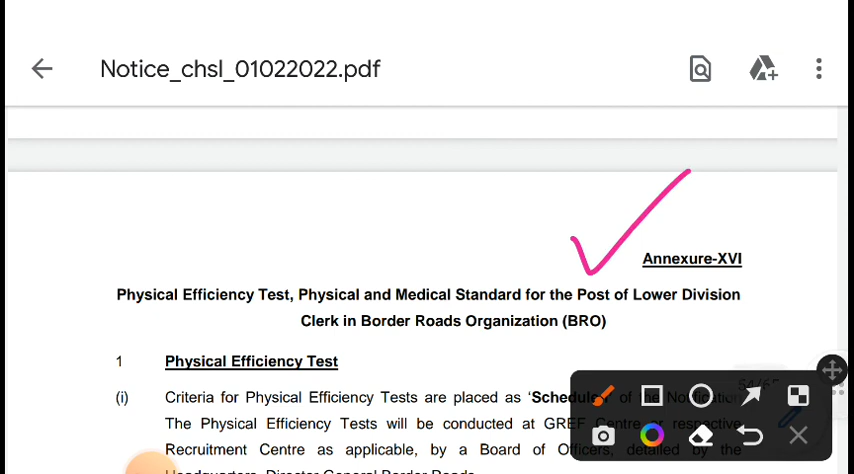 Notice_chsl_01022022.pdf
Annexure-XVI
Physical Efficiency Test, Physical and Medical Standard for the Post of Lower Division
Clerk in Border Roads Organization (BRO)
1 Physical Efficiency Test
(i) Criteria for Physical Efficiency Tests are placed as ‘Schedule of the Notification
The Physical Efficiency Tests will be conducted at GREF Centre or respective
Recruitment Centre as applicable, by a Board of Officers, detailed by the
Headquarters, Director General Border Roads